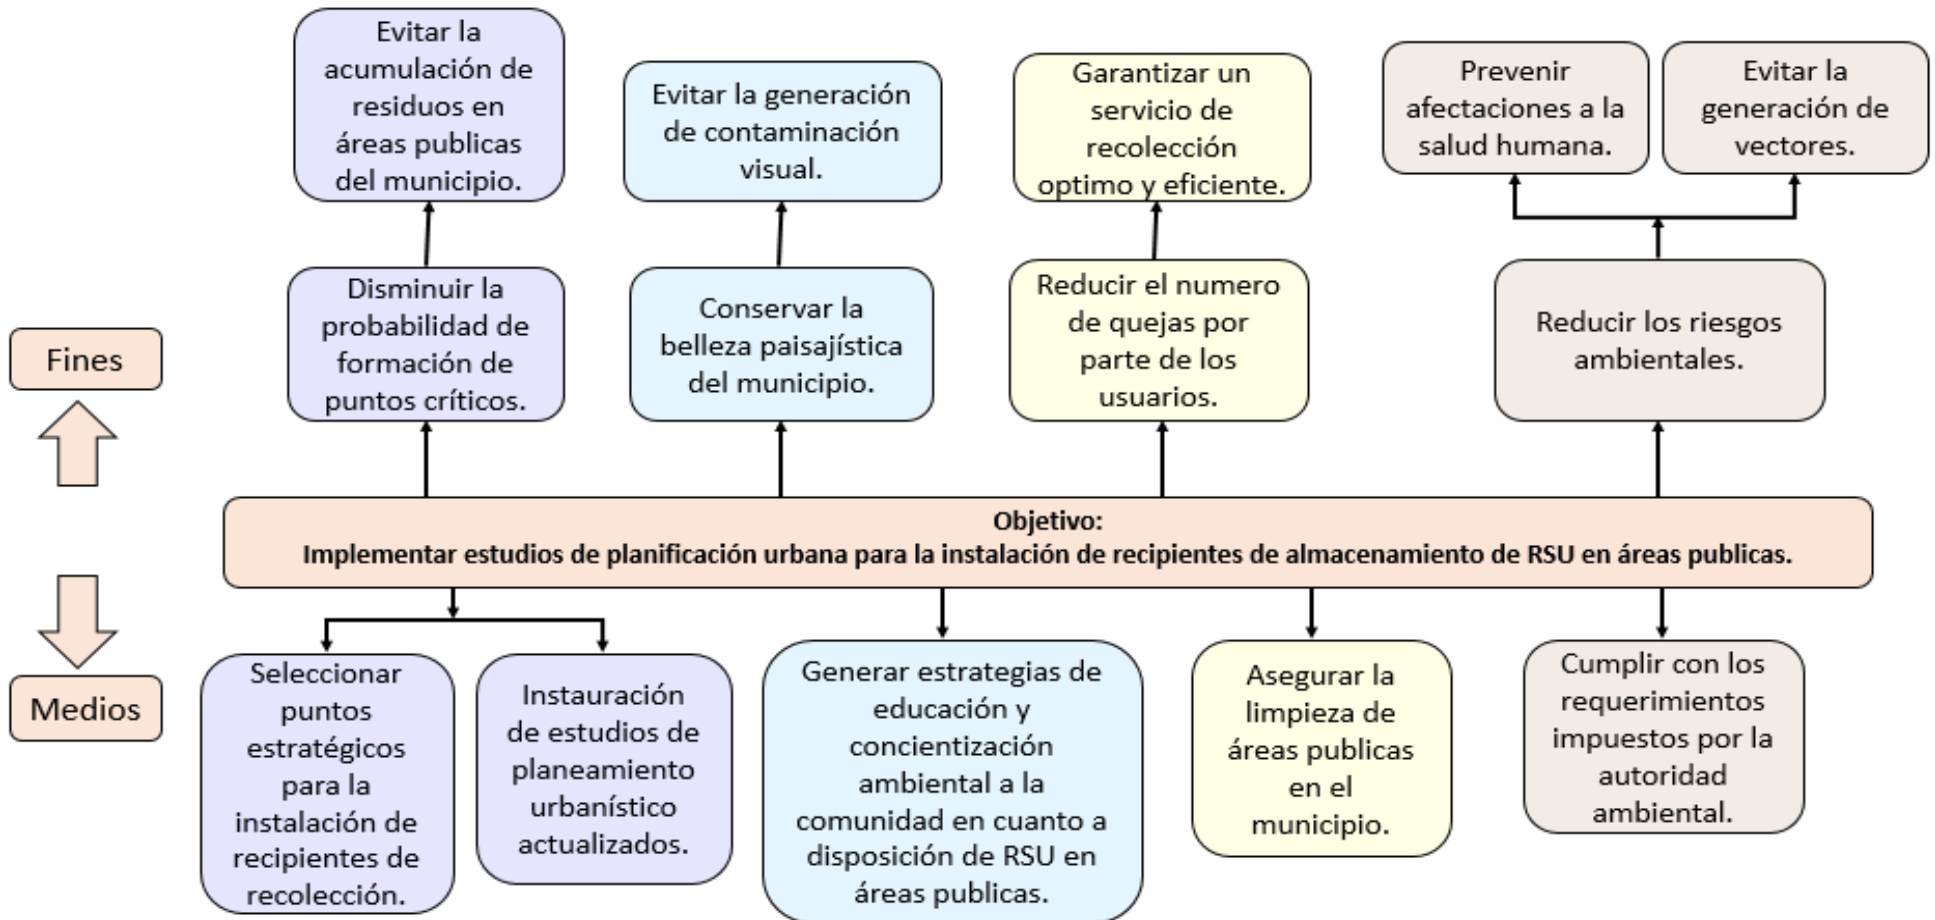 Evitar la
acumulación de
residuos en
áreas publicas
del municipio.
Evitar la generación
de contaminación
visual.
Garantizar un
servicio de
recolección
optimo y eficiente.
Prevenir
afectaciones a la
salud humana.
Evitar la
generación de
vectores.
Fines
Disminuir la
probabilidad de
formación de
puntos críticos.
Conservar la
belleza paisajística
del municipio.
Reducir el numero
de quejas por
parte de los
usuarios.
Reducir los riesgos
ambientales.
Objetivo:
Implementar estudios de planificación urbana para la instalación de recipientes de almacenamiento de RSU en áreas publicas.
Medios
Seleccionar
puntos
estratégicos
para la
instalación de
recipientes de
recolección.
Instauración
de estudios de
planeamiento
urbanístico
actualizados.
Generar estrategias de
educación y
concientización
ambiental a la
comunidad en cuanto a
disposición de RSU en
áreas publicas.
Asegurar la
limpieza de
áreas publicas
en el
municipio.
Cumplir con los
requerimientos
impuestos por la
autoridad
ambiental.